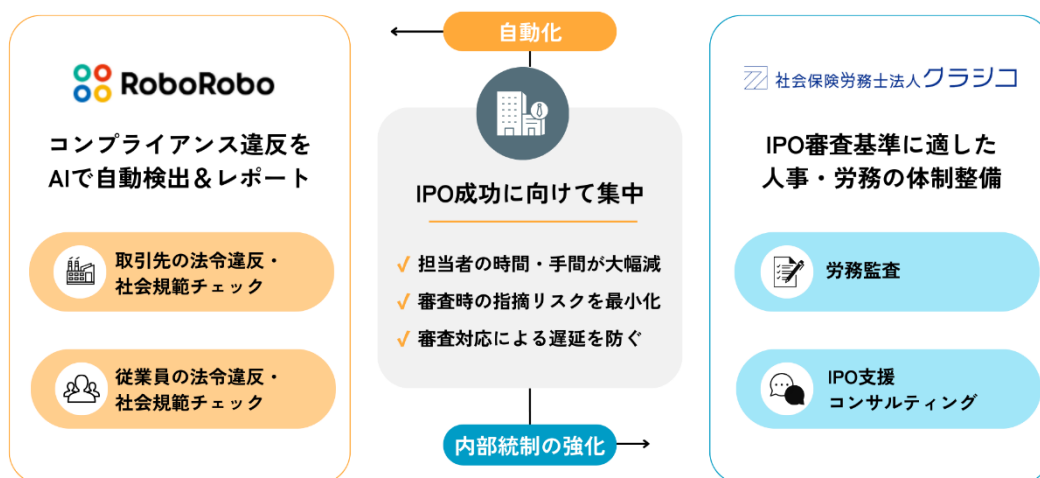 RoboRobo
コンプライアンス違反を
AIで自動検出＆レポート
取引先の法令違反・
社会規範チェック
従業員の法令違反・
社会規範チェック
自動化
IPO成功に向けて集中
✓ 担当者の時間・手間が大幅減
✓ 審査時の指摘リスクを最小化
✓ 審査対応による遅延を防ぐ
内部統制の強化
社会保険労務士法人クラシコ
IPO審査基準に適した
人事・労務の体制整備
労務監査
IPO支援
コンサルティング